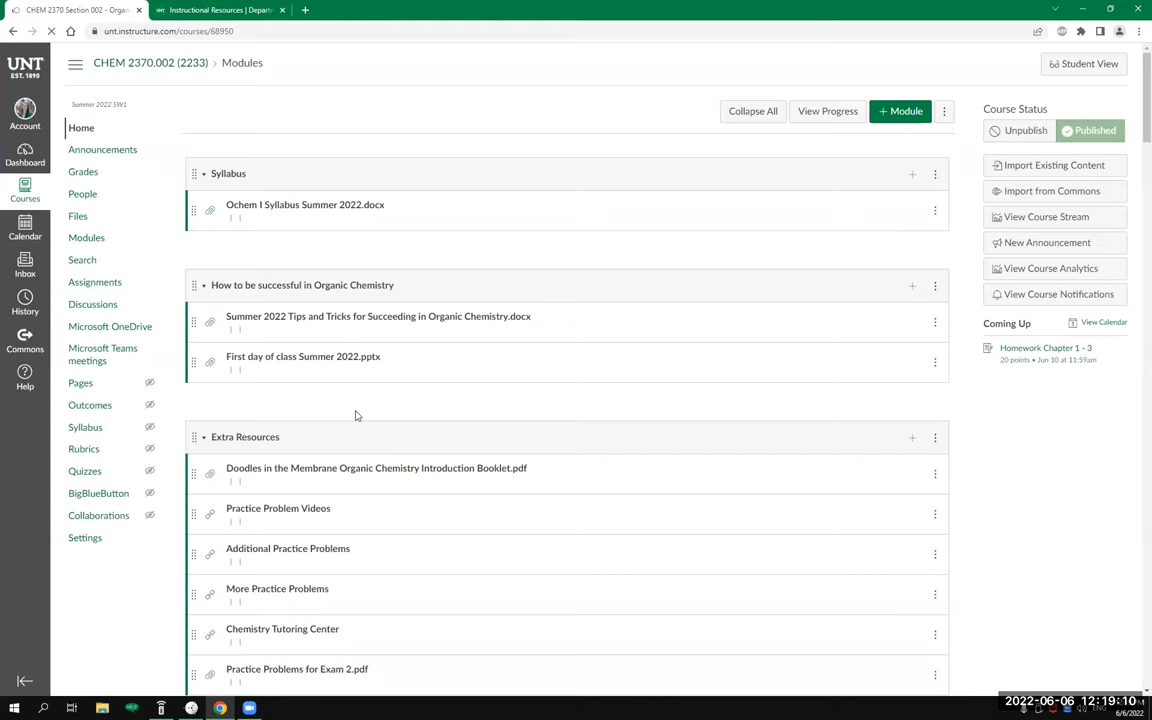 CHEM 2370 Section 002 - Organ
Instructional Resources | Departm
unt.instructure.com/courses/68950
UNT
EST. 1890
Account
Dashboard
Courses
Calendar
Inbox
History
Commons
Help
CHEM 2370.002 (2233) › Modules
Student View
Summer 2022 5W1
Home
Announcements
Grades
People
Files
Modules
Search
Assignments
Discussions
Microsoft OneDrive
Microsoft Teams
meetings
Pages
Outcomes
Syllabus
Rubrics
Quizzes
BigBlueButton
Collaborations
Settings
Collapse All
View Progress
+ Module
Syllabus
Ochem I Syllabus Summer 2022.docx
How to be successful in Organic Chemistry
Summer 2022 Tips and Tricks for Succeeding in Organic Chemistry.docx
First day of class Summer 2022.pptx
Extra Resources
Doodles in the Membrane Organic Chemistry Introduction Booklet.pdf
Practice Problem Videos
Additional Practice Problems
More Practice Problems
Chemistry Tutoring Center
Practice Problems for Exam 2.pdf
Course Status
Unpublish
Published
Import Existing Content
Import from Commons
View Course Stream
New Announcement
View Course Analytics
View Course Notifications
Coming Up
View Calendar
Homework Chapter 1 - 3
20 points • Jun 10 at 11:59am
2022-06-06 12:19:10
6/6/2022